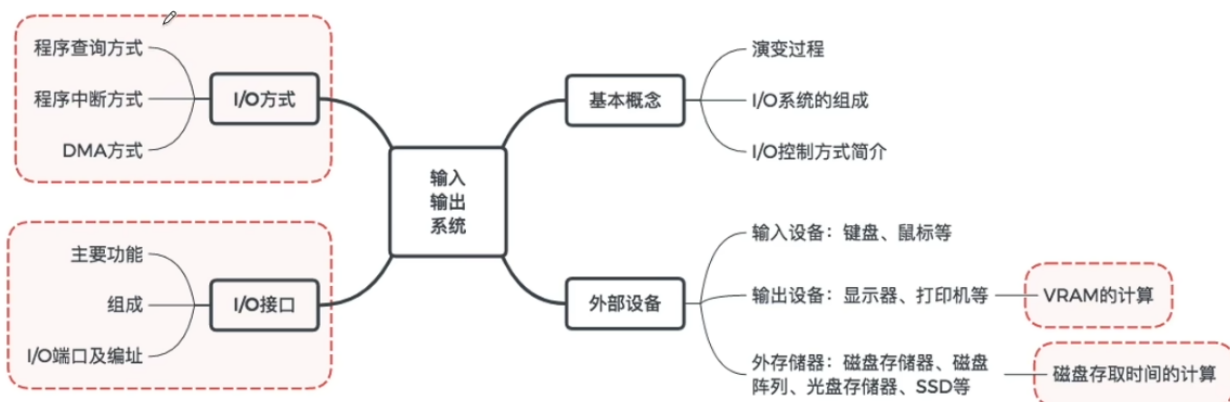 程序查询方式
程序中断方式
DMA方式
I/O方式
主要功能
组成
I/O端口及编址
I/O接口
输入
输出
系统
基本概念
演变过程
I/O系统的组成
I/O控制方式简介
外部设备
输入设备：键盘、鼠标等
输出设备：显示器、打印机等
VRAM的计算
外存储器：磁盘存储器、磁盘
阵列、光盘存储器、SSD等
磁盘存取时间的计算